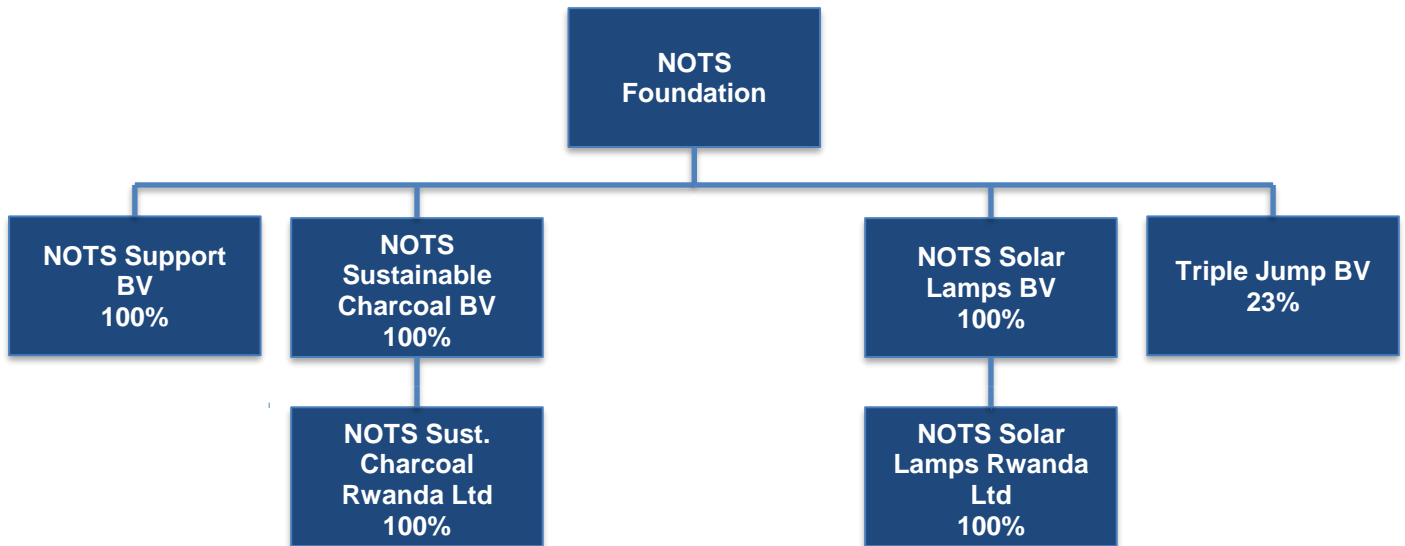 NOTS
Foundation
NOTS Support
BV
100%
NOTS
Sustainable
Charcoal BV
100%
NOTS Solar
Lamps BV
100%
Triple Jump BV
23%
NOTS Sust.
Charcoal
Rwanda Ltd
100%
NOTS Solar
Lamps Rwanda
Ltd
100%